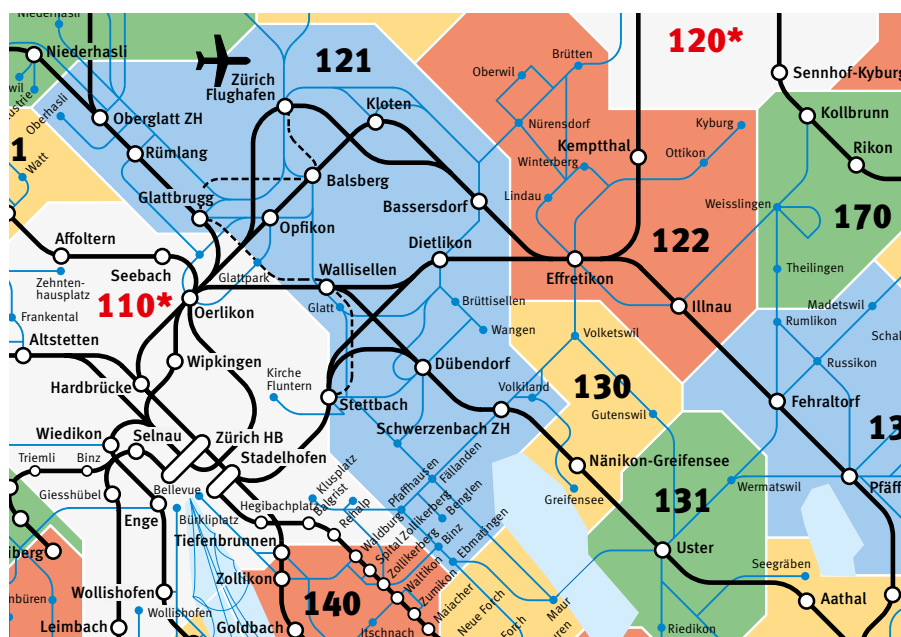 Niederhasli
Niederhasli
Oberhasli
Oberglatt ZH
Rümlang
Watt
Zürich
Flughafen
121
Kloten
Balsberg
Glattbrugg
Opfikon
Bassersdorf
Dietlikon
Wallisellen
Glattpark
Glatt
Brüttisellen
Wangen
Affoltern
Seebach
Zehnten-
hausplatz
Frankental
110*
Oerlikon
Altstetten
Wipkingen
Hardbrücke
Kirche
Fluntern
Stettbach
Dübendorf
Schwerzenbach ZH
120*
Sennhof-Kyburg
Kollbrunn
Rikon
Oberwil
Brütten
Nürensdorf
Kemptthal
Kyburg
Ottikon
Winterberg
Lindau
122
Effretikon
Illnau
Weisslingen
170
Theilingen
Madetswil
Rumlikon
Russikon
Fehraltorf
Volketswil
130
Volkiland
Gutenswil
Nänikon-Greifensee
Greifensee
131
Wermatswil
Uster
Seegräben
Aathal
Riedikon
Wiedikon
Selnau
Zürich HB
Stadelhofen
Triemli
Binz
Giesshübel
Enge
Bellevue
Bürkliplatz
Hegibachplatz
Klusplatz
Balgrist
Rehalp
Waldburg
Spital Zollikerberg
Zollikerberg
Waltikon
Zumikon
Maiacher
Pfaffhausen
Fällanden
Benglen
Binz
Ebmatingen
Maur
Neue Forch
Forch
Tiefenbrunnen
Zollikon
Goldbach
140
Itschnach
Wollishofen
Wollishofen
Leimbach